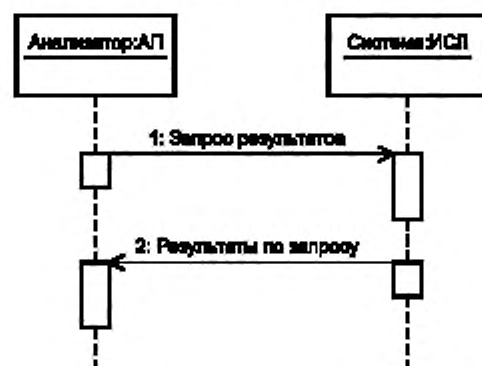 Анализатор:АП
Система:ИСЛ
1: Запрос результатов
2: Результаты по запросу